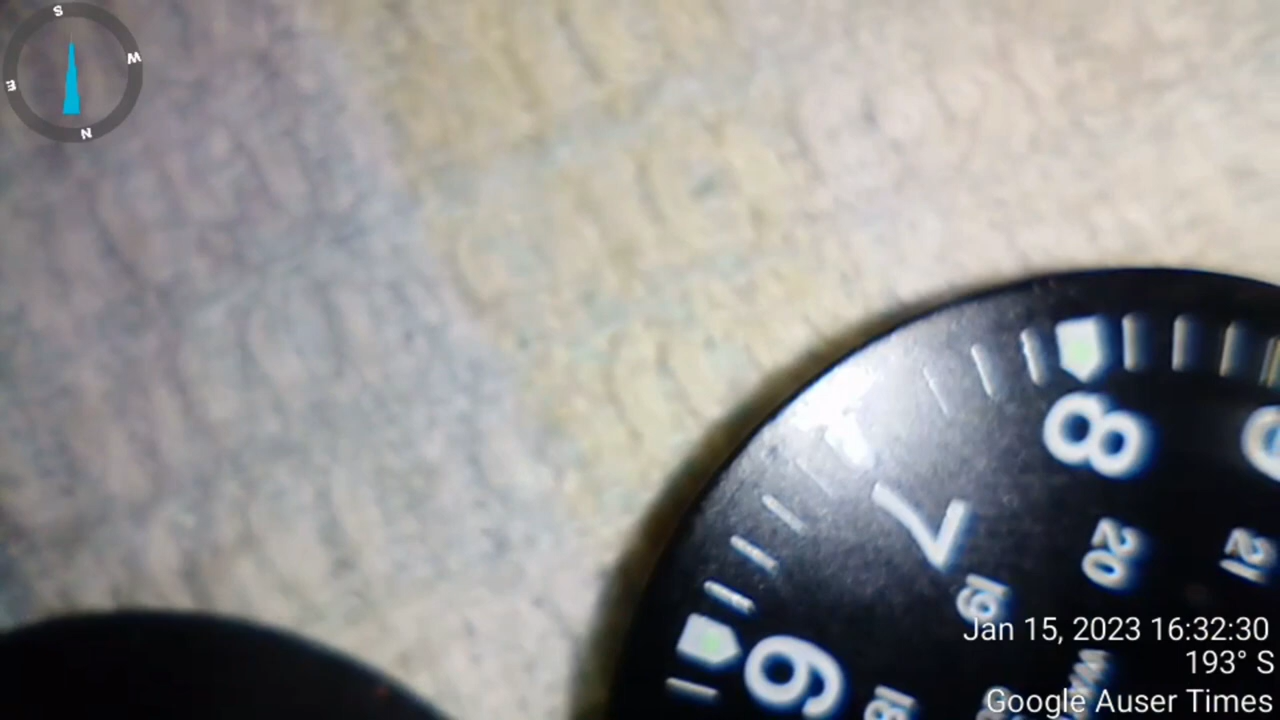 S
W
E
N
8
7
20
21
19
6
18
Jan 15, 2023 16:32:30
193° S
Google Auser Times